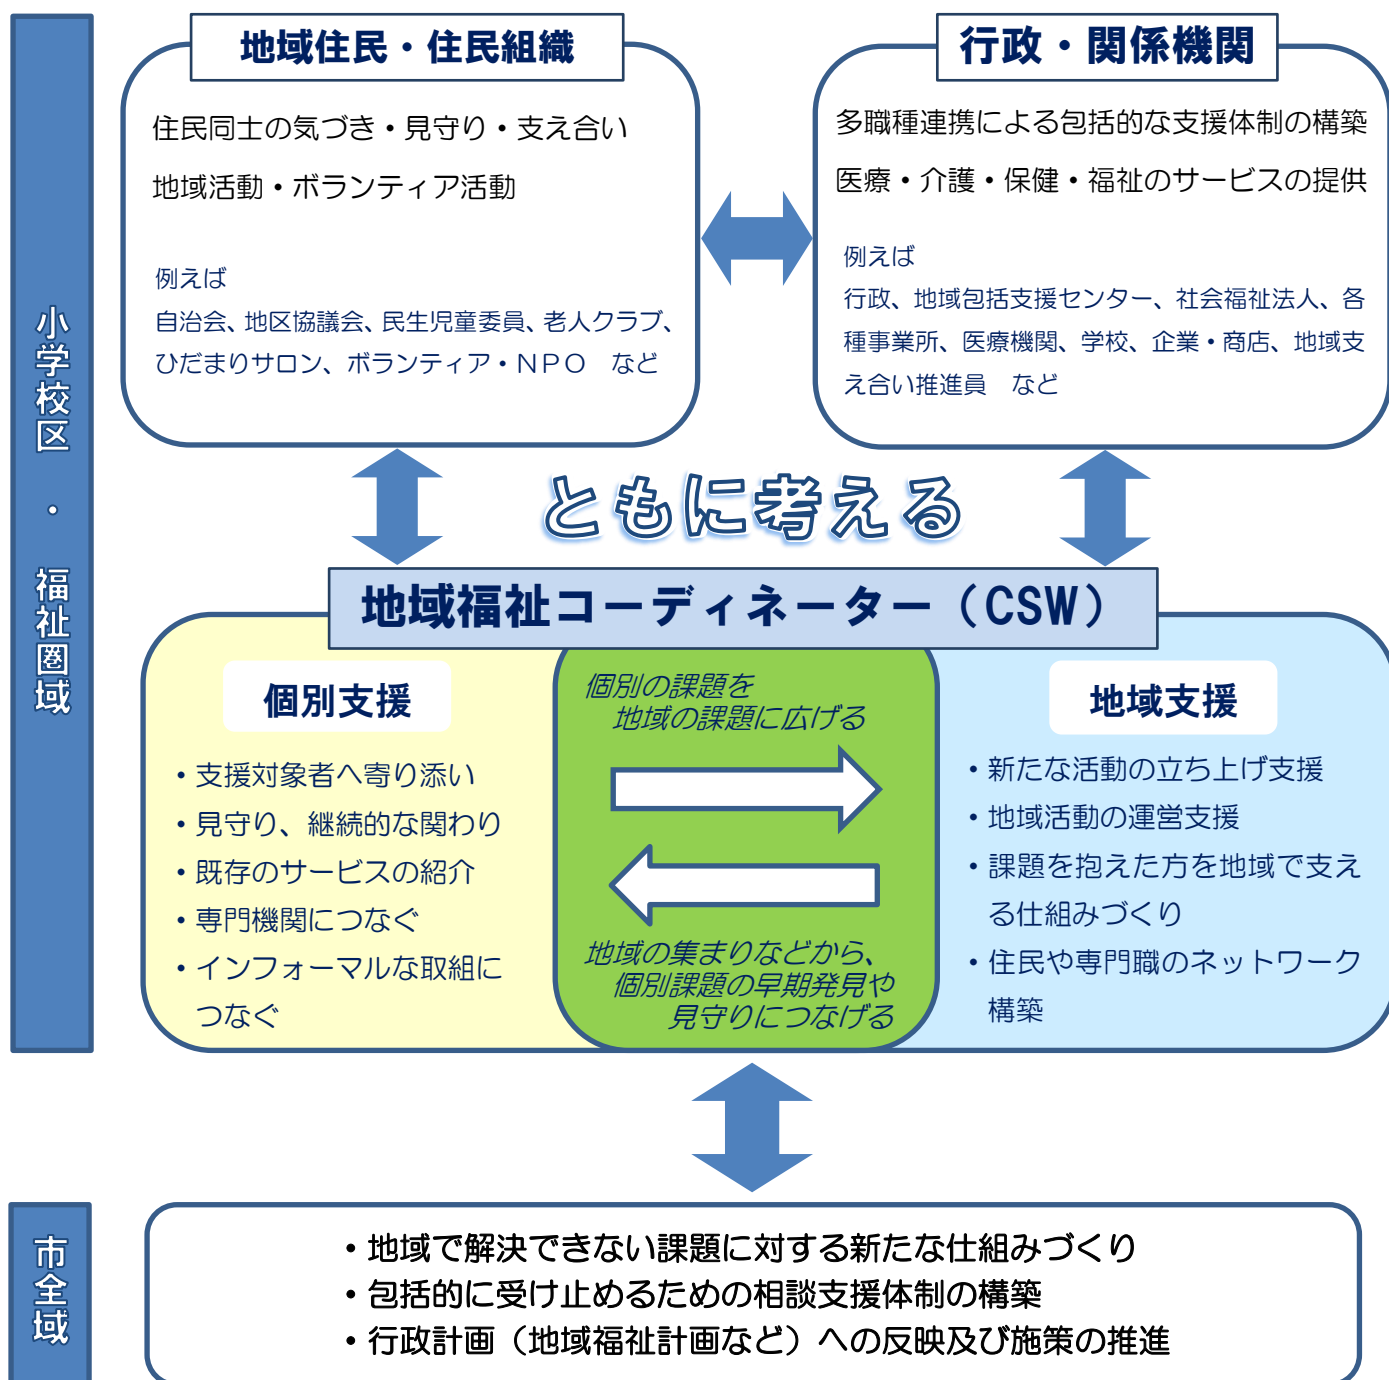 小学校区・福祉圏域
地域住民・住民組織
住民同士の気づき・見守り・支え合い
地域活動・ボランティア活動
例えば
自治会、地区協議会、民生児童委員、老人クラブ、
ひだまりサロン、ボランティア・ＮＰＯ　など
行政・関係機関
多職種連携による包括的な支援体制の構築
医療・介護・保健・福祉のサービスの提供
例えば
行政、地域包括支援センター、社会福祉法人、各
種事業所、医療機関、学校、企業・商店、地域支
え合い推進員　など
ともに考える
地域福祉コーディネーター（CSW）
個別支援
・支援対象者へ寄り添い
・見守り、継続的な関わり
・既存のサービスの紹介
・専門機関につなぐ
・インフォーマルな取組に
つなぐ
個別の課題を
地域の課題に広げる
地域の集まりなどから、
個別課題の早期発見や
見守りにつなげる
地域支援
・新たな活動の立ち上げ支援
・地域活動の運営支援
・課題を抱えた方を地域で支え
る仕組みづくり
・住民や専門職のネットワーク
構築
市全域
・地域で解決できない課題に対する新たな仕組みづくり
・包括的に受け止めるための相談支援体制の構築
・行政計画（地域福祉計画など）への反映及び施策の推進